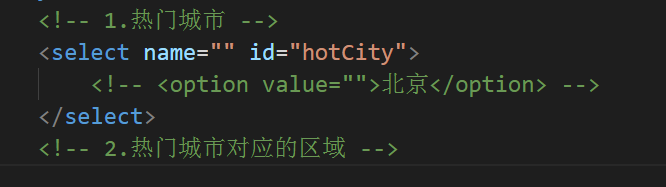 <!-- 1.热门城市 -->
<select name="" id="hotCity">
<!-- <option value="">北京</option> -->
</select>
<!-- 2.热门城市对应的区域 -->